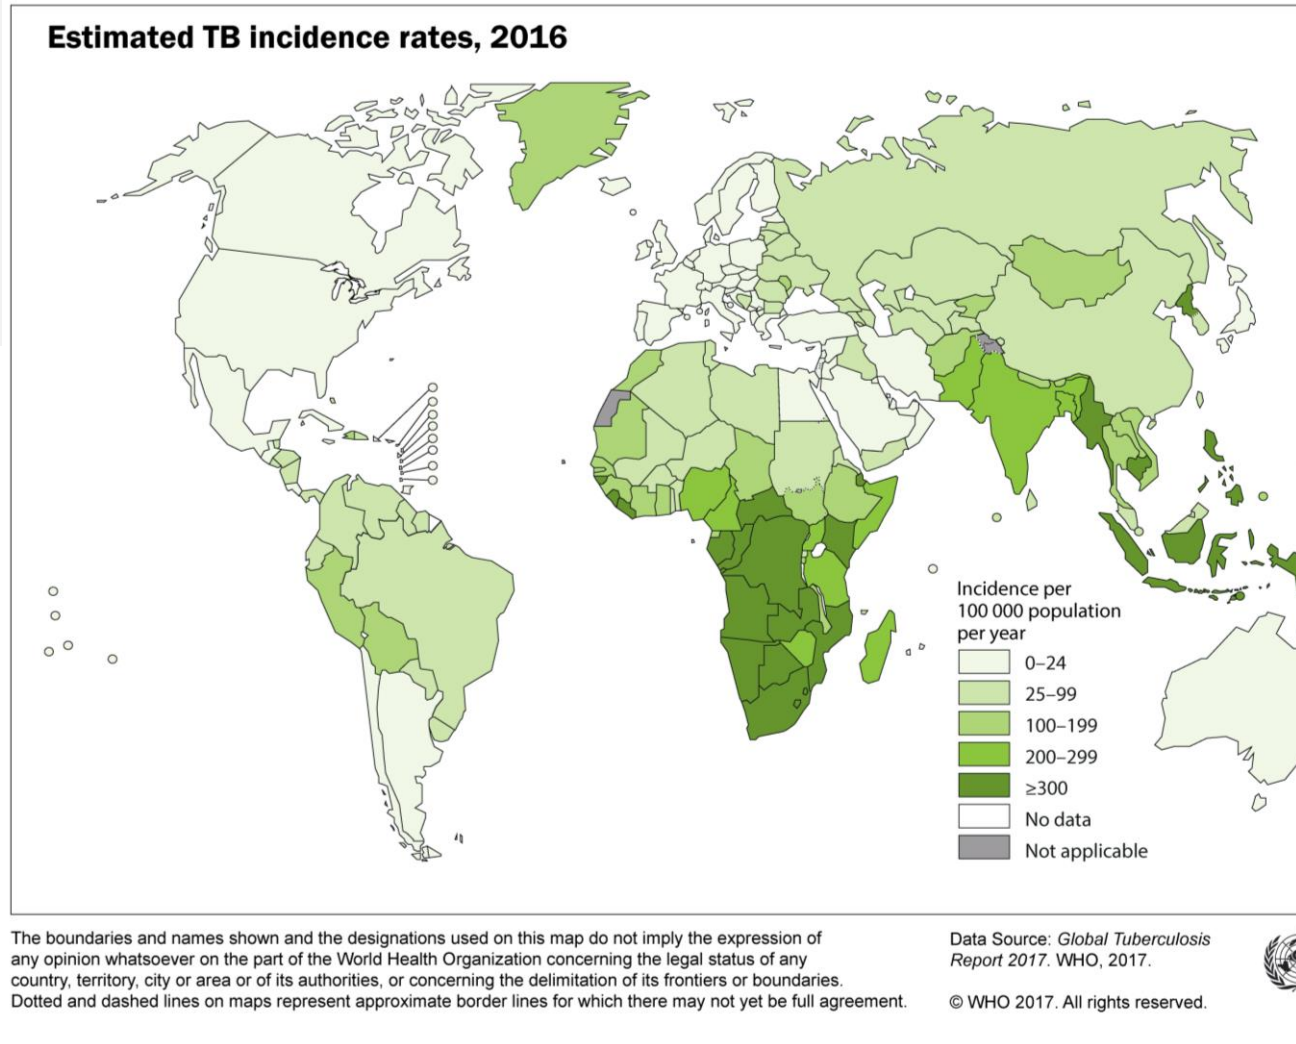 Estimated TB incidence rates, 2016
Incidence per
100 000 population
per year
0–24
25–99
100–199
200–299
≥300
No data
Not applicable
The boundaries and names shown and the designations used on this map do not imply the expression of
any opinion whatsoever on the part of the World Health Organization concerning the legal status of any
country, territory, city or area or of its authorities, or concerning the delimitation of its frontiers or boundaries.
Dotted and dashed lines on maps represent approximate border lines for which there may not yet be full agreement.
Data Source: Global Tuberculosis
Report 2017. WHO, 2017.
© WHO 2017. All rights reserved.